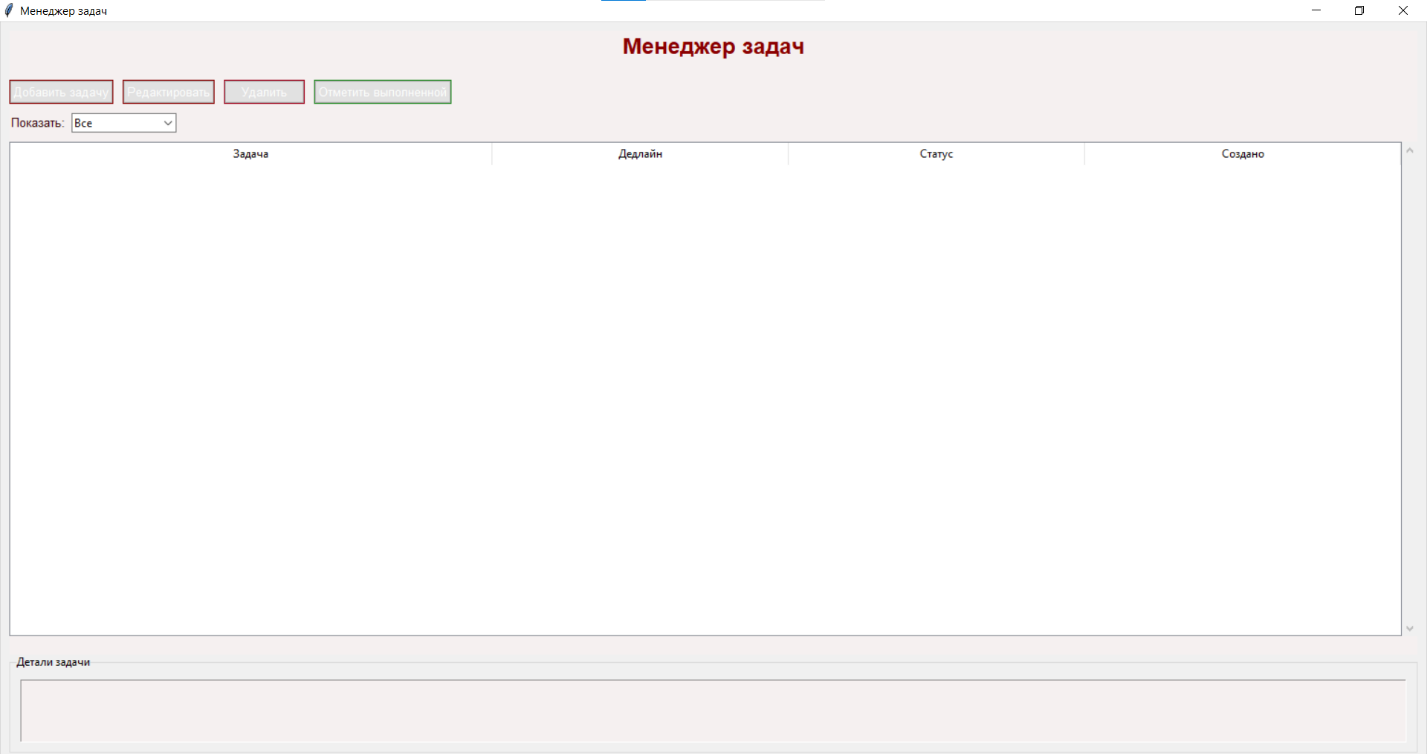 Менеджер задач
Менеджер задач
Добавить задачу Редактировать Удалить Отметить выполненной
Показать: Все
Задача Дедлайн Статус Создано
Детали задачи